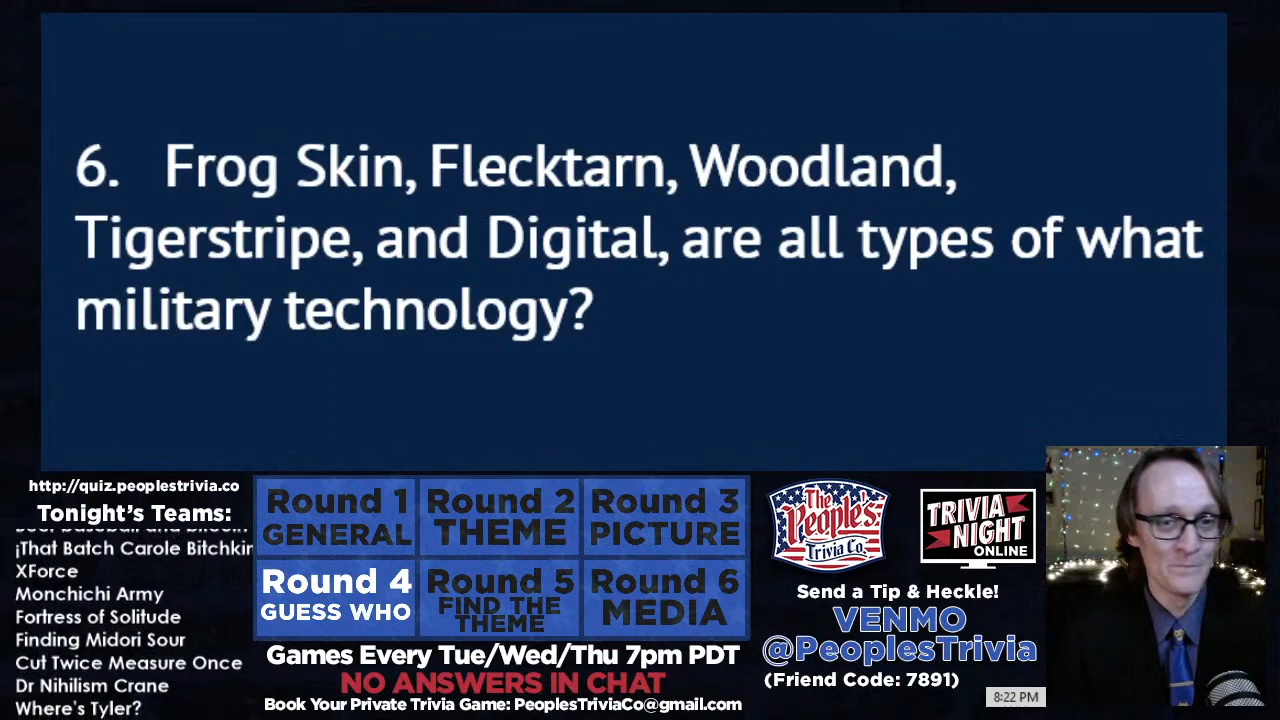 6. Frog Skin, Flecktarn, Woodland,
Tigerstripe, and Digital, are all types of what
military technology?
http://quiz.peoplestrivia.co
Tonight's Teams:
¡That Batch Carole Bitchkin
XForce
Monchichi Army
Fortress of Solitude
Finding Midori Sour
Cut Twice Measure Once
Dr Nihilism Crane
Where's Tyler?
Round 1
GENERAL
Round 2
THEME
Round 3
PICTURE
Round 4
GUESS WHO
Round 5
FIND THE
THEME
Round 6
MEDIA
Games Every Tue/Wed/Thu 7pm PDT
NO ANSWERS IN CHAT
Book Your Private Trivia Game: PeoplesTriviaCo@gmail.com
The
People's
Trivia Co.
TRIVIA
NIGHT
ONLINE
Send a Tip & Heckle!
VENMO
@PeoplesTrivia
(Friend Code: 7891)
8:22 PM